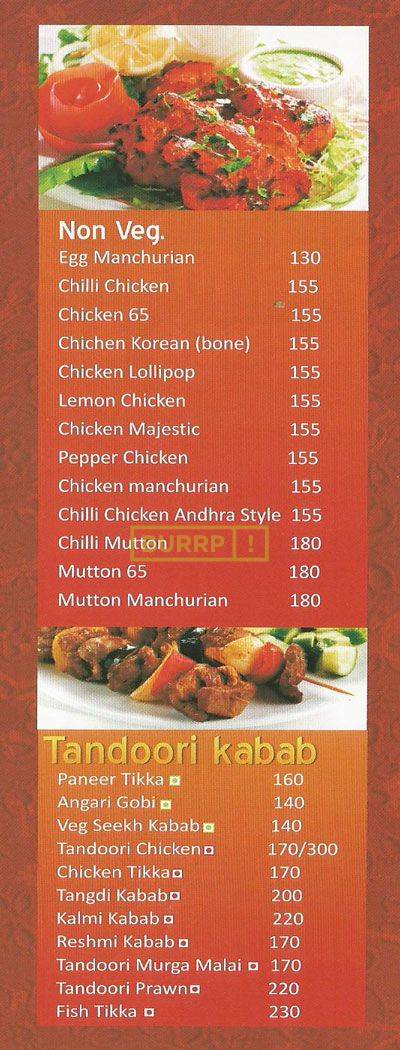 Non Veg.
Egg Manchurian 130
Chilli Chicken 155
Chicken 65 155
Chichen Korean (bone) 155
Chicken Lollipop 155
Lemon Chicken 155
Chicken Majestic 155
Pepper Chicken 155
Chicken manchurian 155
Chilli Chicken Andhra Style 155
Chilli Mutton 180
BURRP !
Mutton 65 180
Mutton Manchurian 180
Tandoori kabab
Paneer Tikka 160
Angari Gobi 140
Veg Seekh Kabab 140
Tandoori Chicken 170/300
Chicken Tikka 170
Tangdi Kabab 200
Kalmi Kabab 220
Reshmi Kabab 170
Tandoori Murga Malai 170
Tandoori Prawn 220
Fish Tikka 230